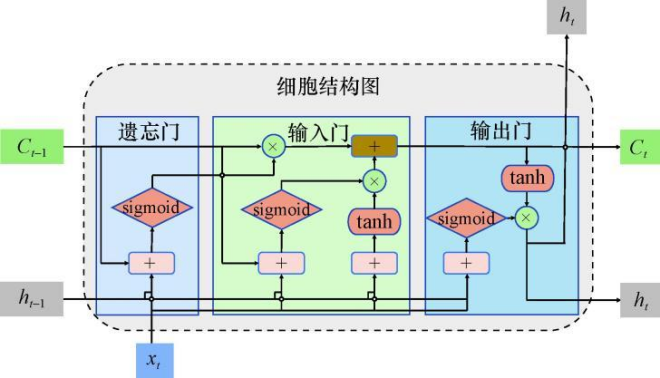 h_t
细胞结构图
遗忘门 输入门 输出门
C_{t-1} × + C_t
tanh
sigmoid sigmoid × tanh sigmoid ×
+ + + +
h_{t-1} h_t
x_t